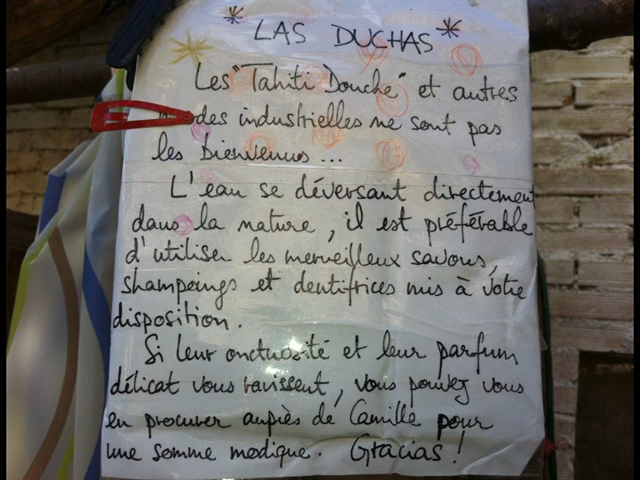 * LAS DUCHAS *
Les "Tahiti Douche" et autres
des industrielles ne sont pas
les bienvenus ...
L'eau se déversant directement
dans la nature, il est préférable
d'utiliser les merveilleux savons,
shampoings et dentifrices mis à votre
disposition.
Si leur onctuosité et leur parfum
délicat vous ravissent, vous pouvez vous
en procurer auprès de Camille pour
une somme modique. Gracias !